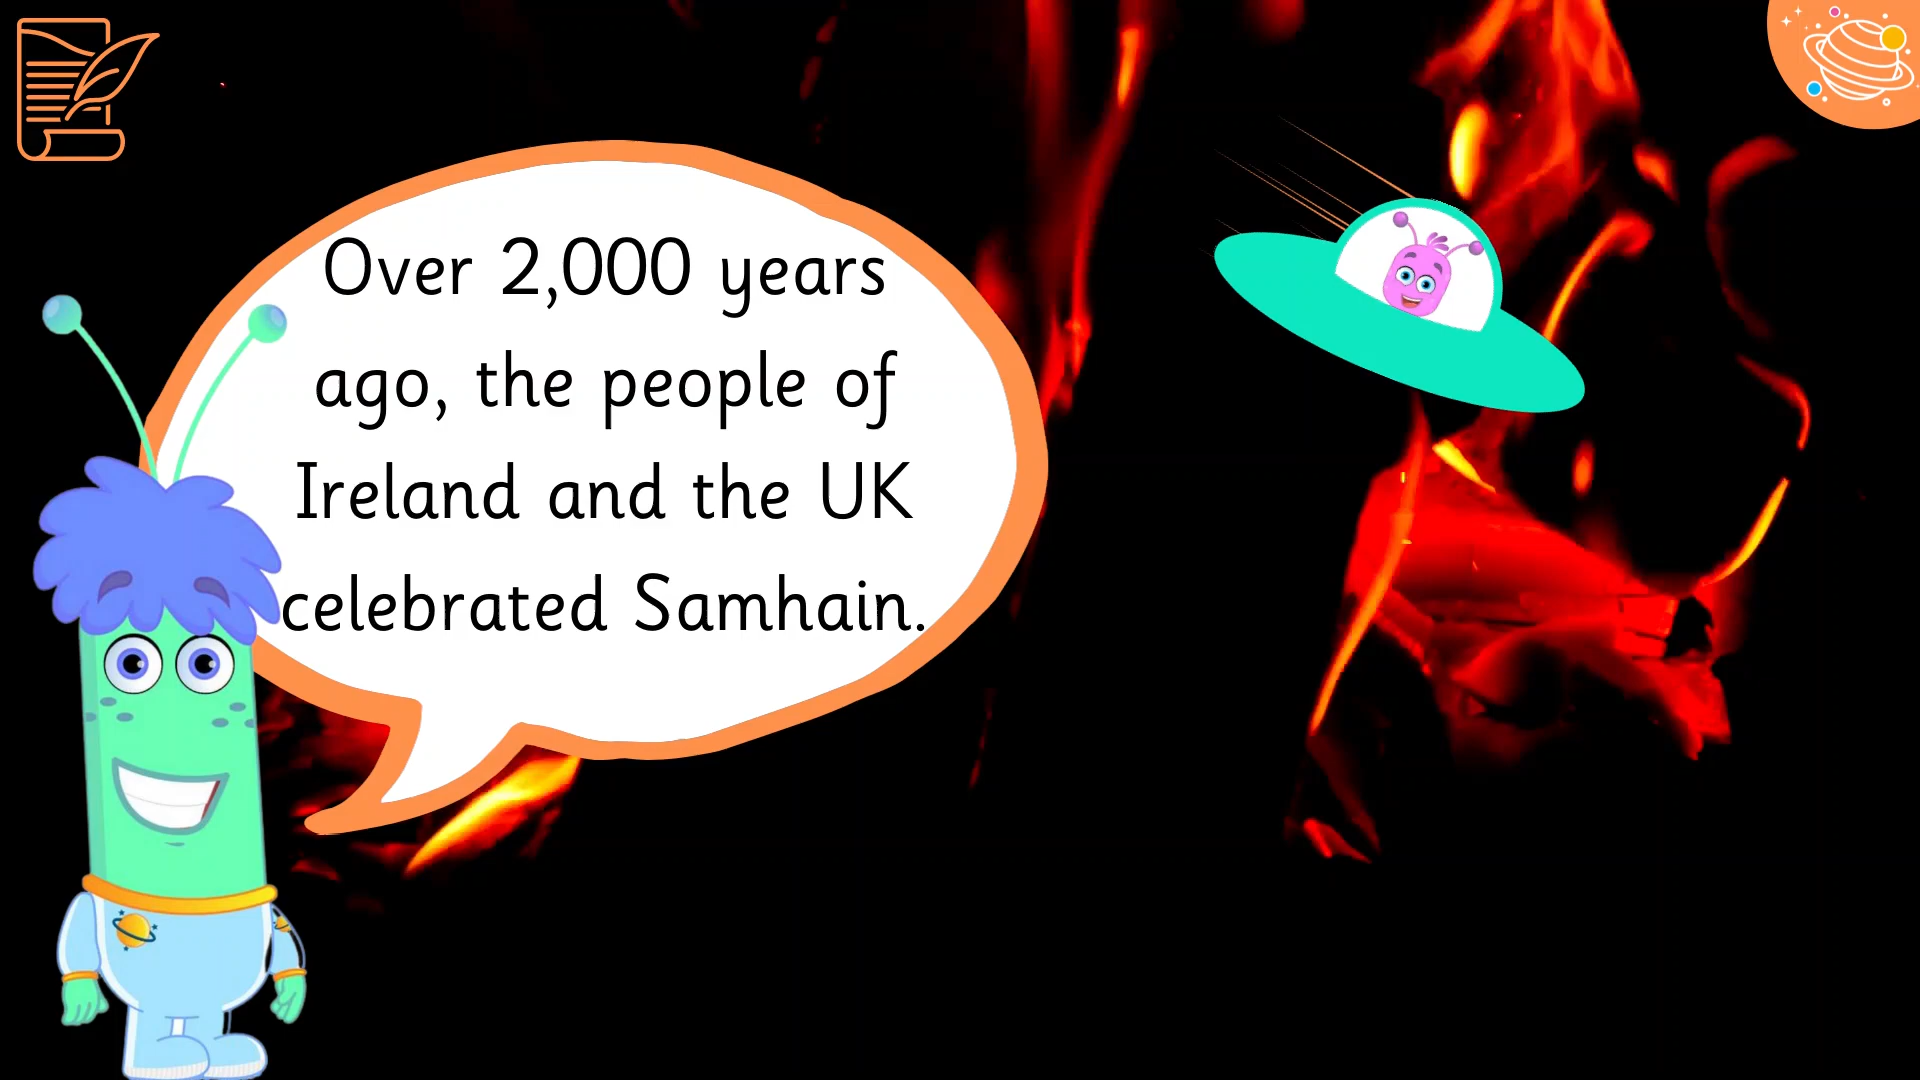 Over 2,000 years
ago, the people of
Ireland and the UK
celebrated Samhain.